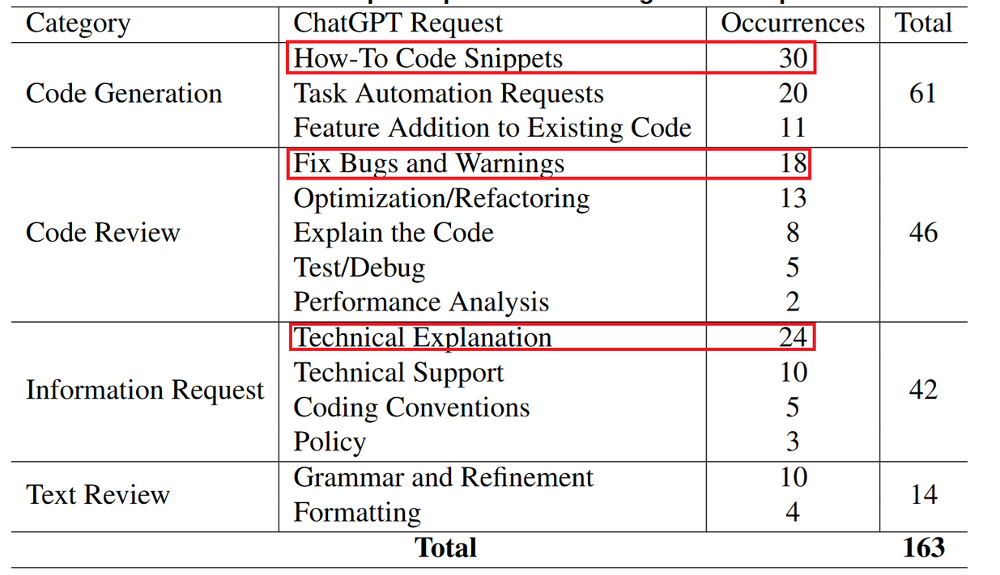 Category ChatGPT Request Occurrences Total
How-To Code Snippets 30
Code Generation Task Automation Requests 20 61
Feature Addition to Existing Code 11
Fix Bugs and Warnings 18
Optimization/Refactoring 13
Code Review Explain the Code 8 46
Test/Debug 5
Performance Analysis 2
Technical Explanation 24
Technical Support 10
Information Request 42
Coding Conventions 5
Policy 3
Grammar and Refinement 10
Text Review 14
Formatting 4
Total 163